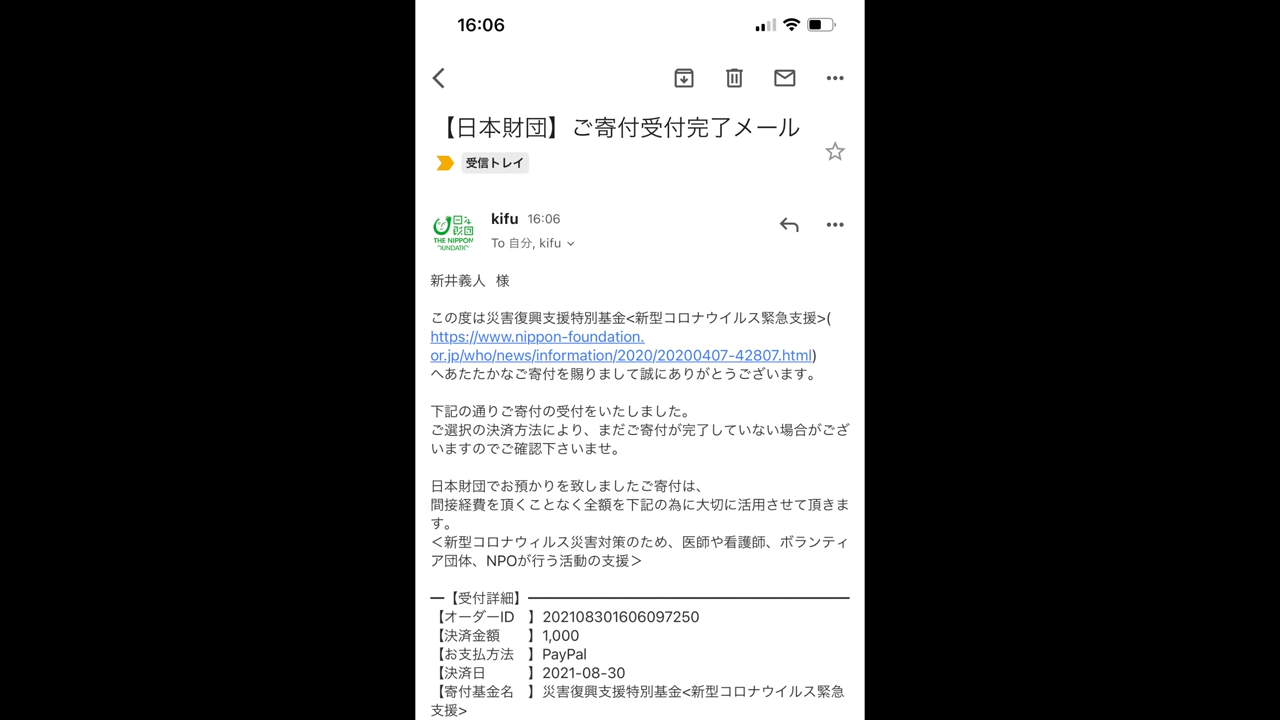 16:06
【日本財団】ご寄付受付完了メール
受信トレイ
日本
財団
THE NIPPON
FOUNDATION
kifu 16:06
To 自分, kifu
新井義人 様
この度は災害復興支援特別基金<新型コロナウイルス緊急支援>(
https://www.nippon-foundation.
or.jp/who/news/information/2020/20200407-42807.html)
へあたたかなご寄付を賜りまして誠にありがとうございます。
下記の通りご寄付の受付をいたしました。
ご選択の決済方法により、まだご寄付が完了していない場合がござ
いますのでご確認下さいませ。
日本財団でお預かりを致しましたご寄付は、
間接経費を頂くことなく全額を下記の為に大切に活用させて頂きま
す。
＜新型コロナウィルス災害対策のため、医師や看護師、ボランティ
ア団体、NPOが行う活動の支援＞
━【受付詳細】━━━━━━━━━━━━━━━━━━━━━━━
【オーダーID 】202108301606097250
【決済金額 】1,000
【お支払方法 】PayPal
【決済日 】2021-08-30
【寄付基金名 】災害復興支援特別基金<新型コロナウイルス緊急
支援>